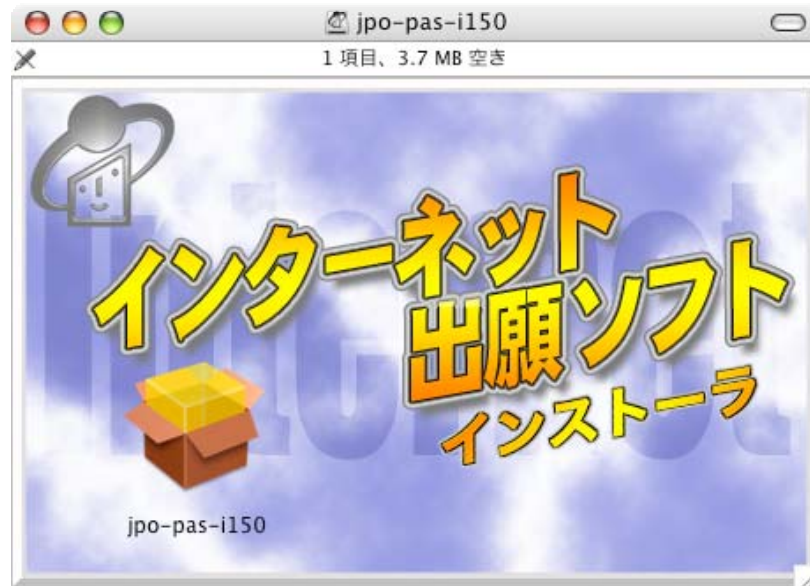 jpo-pas-i150
1 項目、3.7 MB 空き
Internet
インターネット
出願ソフト
インストーラ
jpo-pas-i150